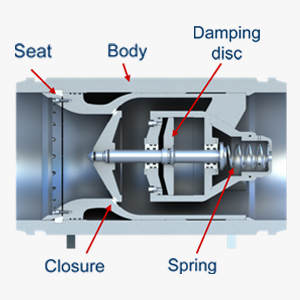 Damping
disc
Seat
Body
Closure
Spring